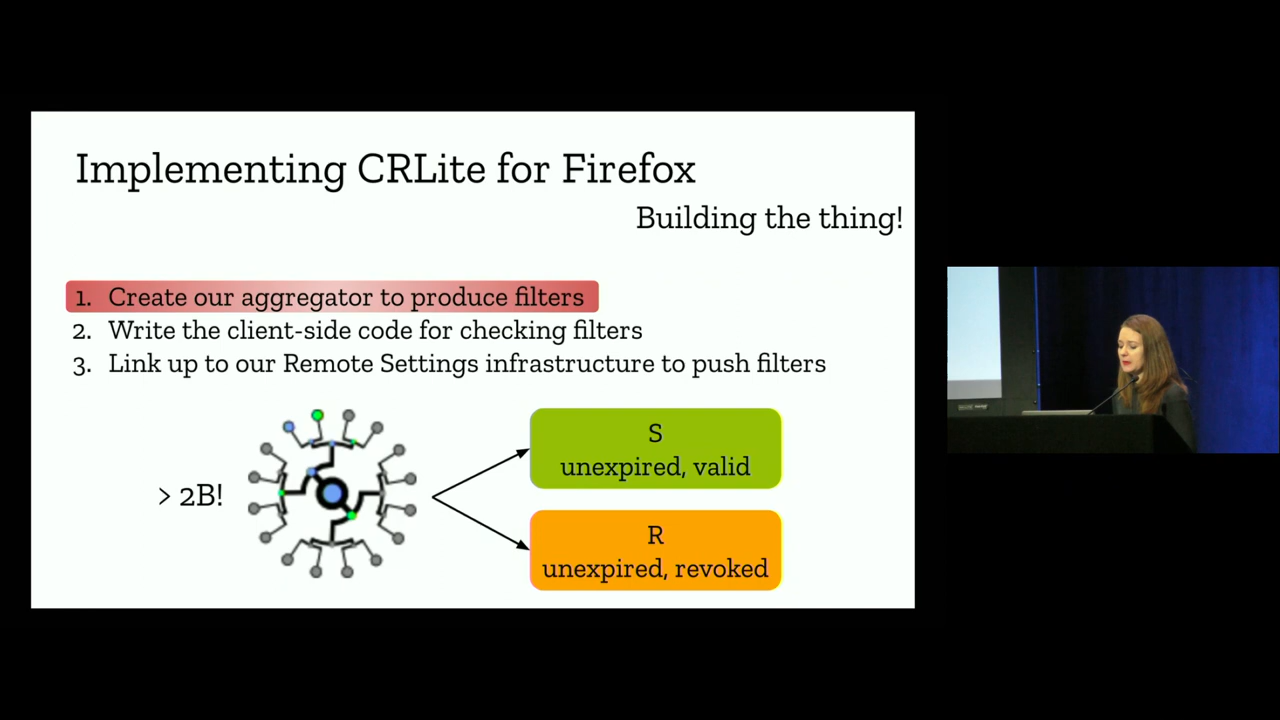 Implementing CRLite for Firefox
Building the thing!
1. Create our aggregator to produce filters
2. Write the client-side code for checking filters
3. Link up to our Remote Settings infrastructure to push filters
> 2B!
S
unexpired, valid
R
unexpired, revoked